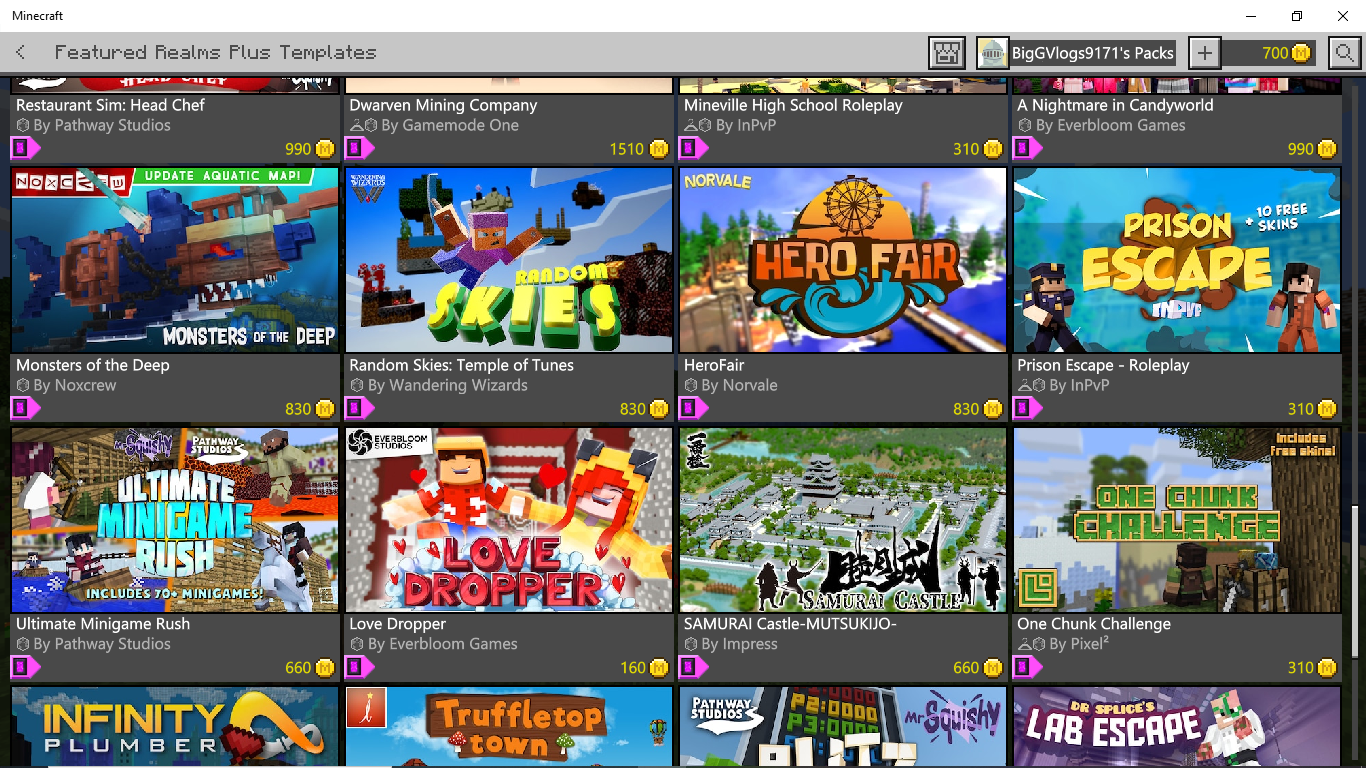 Minecraft
Featured Realms Plus Templates
BigGVlogs9171's Packs
700
HEAD CHEF
Restaurant Sim: Head Chef
By Pathway Studios
990
Dwarven Mining Company
By Gamemode One
1510
Mineville High School Roleplay
By InPvP
310
A Nightmare in Candyworld
By Everbloom Games
990
NOXCREW
UPDATE AQUATIC MAP!
MONSTERS OF THE DEEP
Monsters of the Deep
By Noxcrew
830
WANDERING
WIZARDS
RANDOM
SKIES
Random Skies: Temple of Tunes
By Wandering Wizards
830
NORVALE
HERO FAIR
HeroFair
By Norvale
830
PRISON
ESCAPE
+ 10 FREE
SKINS
INPVP
Prison Escape - Roleplay
By InPvP
310
Mr Squishy
PATHWAY
STUDIOS
ULTIMATE
MINIGAME
RUSH
INCLUDES 70+ MINIGAMES!
Ultimate Minigame Rush
By Pathway Studios
660
EVERBLOOM
STUDIOS
LOVE
DROPPER
Love Dropper
By Everbloom Games
160
SAMURAI CASTLE
SAMURAI Castle-MUTSUKIJO-
By Impress
660
Includes
free skins!
ONE CHUNK
CHALLENGE
One Chunk Challenge
By Pixel²
310
INFINITY
PLUMBER
Truffletop
town
PATHWAY
STUDIOS
P2:0000
P3:0000
Mr Squishy
DR SPLICE'S
LAB ESCAPE